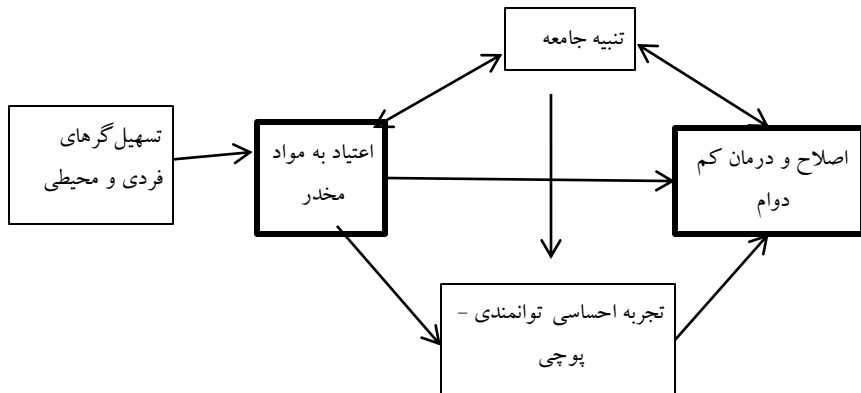 تنبیه جامعه
تسهیل‌گرهای
فردی و محیطی
اعتیاد به مواد
مخدر
اصلاح و درمان کم
دوام
تجربه احساسی توانمندی –
پوچی